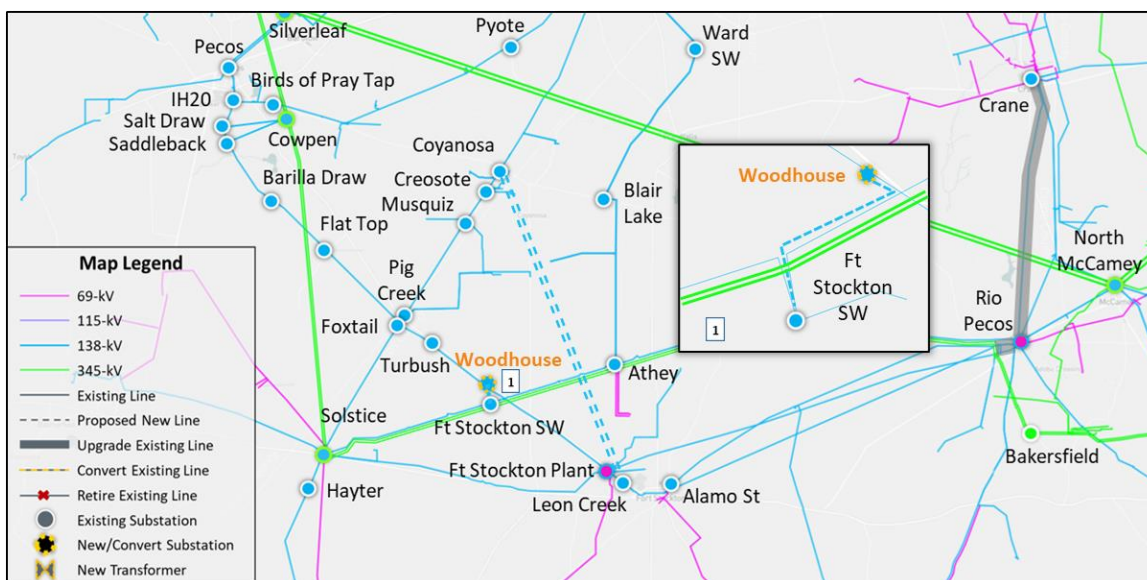 Silverleaf
Pyote
Ward
SW
Pecos
Birds of Pray Tap
IH20
Salt Draw
Saddleback
Cowpen
Crane
Coyanosa
Creosote
Musquiz
Barilla Draw
Blair
Lake
Flat Top
Pig
Creek
Foxtail
Turbush
Woodhouse
1
Athey
Solstice
Ft Stockton SW
Ft Stockton Plant
Leon Creek
Alamo St
Hayter
Woodhouse
Ft
Stockton
SW
1
North
McCamey
Rio
Pecos
Bakersfield
Map Legend
69-kV
115-kV
138-kV
345-kV
Existing Line
Proposed New Line
Upgrade Existing Line
Convert Existing Line
Retire Existing Line
Existing Substation
New/Convert Substation
New Transformer